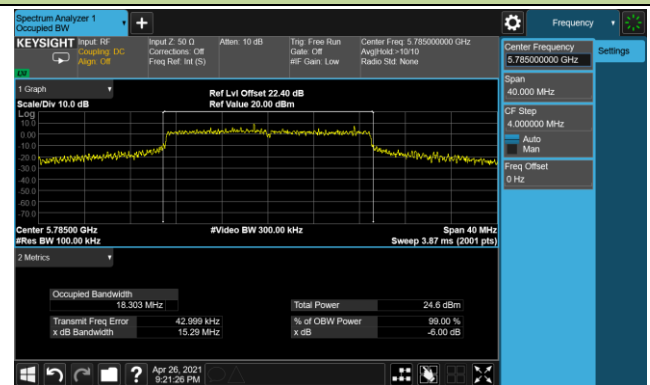 Spectrum Analyzer 1
Occupied BW
Frequency
KEYSIGHT
Input: RF
Coupling: DC
Align: Off
Input Z: 50 Ω
Corrections: Off
Freq Ref: Int (S)
Atten: 10 dB
Trig: Free Run
Gate: Off
#IF Gain: Low
Center Freq: 5.785000000 GHz
Avg|Hold:>10/10
Radio Std: None
LXI
1 Graph
Ref Lvl Offset 22.40 dB
Scale/Div 10.0 dB
Ref Value 20.00 dBm
Log
10.0
0.00
-10.0
-20.0
-30.0
-40.0
-50.0
-60.0
-70.0
Center 5.78500 GHz
#Video BW 300.00 kHz
Span 40 MHz
#Res BW 100.00 kHz
Sweep 3.87 ms (2001 pts)
2 Metrics
Occupied Bandwidth
18.303 MHz
Total Power 24.6 dBm
Transmit Freq Error 42.999 kHz
% of OBW Power 99.00 %
x dB Bandwidth 15.29 MHz
x dB -6.00 dB
?
Apr 26, 2021
9:21:26 PM
Center Frequency
5.785000000 GHz
Settings
Span
40.000 MHz
CF Step
4.000000 MHz
Auto
Man
Freq Offset
0 Hz